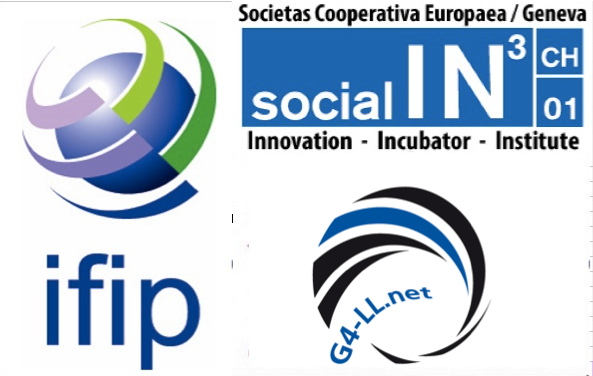 ifip
Societas Cooperativa Europaea / Geneva
social IN³ CH
01
Innovation - Incubator - Institute
G4-LL.net